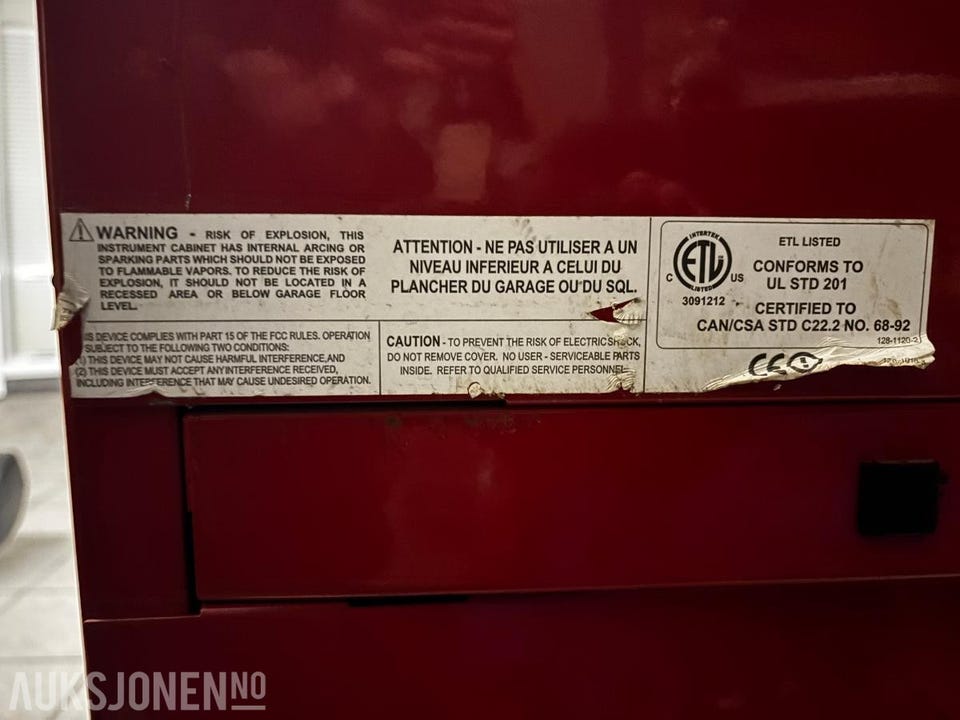 WARNING - RISK OF EXPLOSION, THIS
INSTRUMENT CABINET HAS INTERNAL ARCING OR
SPARKING PARTS WHICH SHOULD NOT BE EXPOSED
TO FLAMMABLE VAPORS. TO REDUCE THE RISK OF
EXPLOSION, IT SHOULD NOT BE LOCATED IN A
RECESSED AREA OR BELOW GARAGE FLOOR
LEVEL.
ATTENTION - NE PAS UTILISER A UN
NIVEAU INFERIEUR A CELUI DU
PLANCHER DU GARAGE OU'DU SQL.
INTERTEK
ETL
LISTED
C US
3091212
ETL LISTED
CONFORMS TO
UL STD 201
CERTIFIED TO
CAN/CSA STD C22.2 NO. 68-92
128-1120-2
IS DEVICE COMPLIES WITH PART 15 OF THE FCC RULES. OPERATION
SUBJECT TO THE FOLLOWING TWO CONDITIONS:
(1) THIS DEVICE MAY NOT CAUSE HARMFUL INTERFERENCE,AND
(2) THIS DEVICE MUST ACCEPT ANYINTERFERENCE RECEIVED,
INCLUDING INTERFERENCE THAT MAY CAUSE UNDESIRED OPERATION.
CAUTION - TO PREVENT THE RISK OF ELECTRIC SHOCK,
DO NOT REMOVE COVER. NO USER - SERVICEABLE PARTS
INSIDE. REFER TO QUALIFIED SERVICE PERSONNEL
CE
AUKSJONEN NO